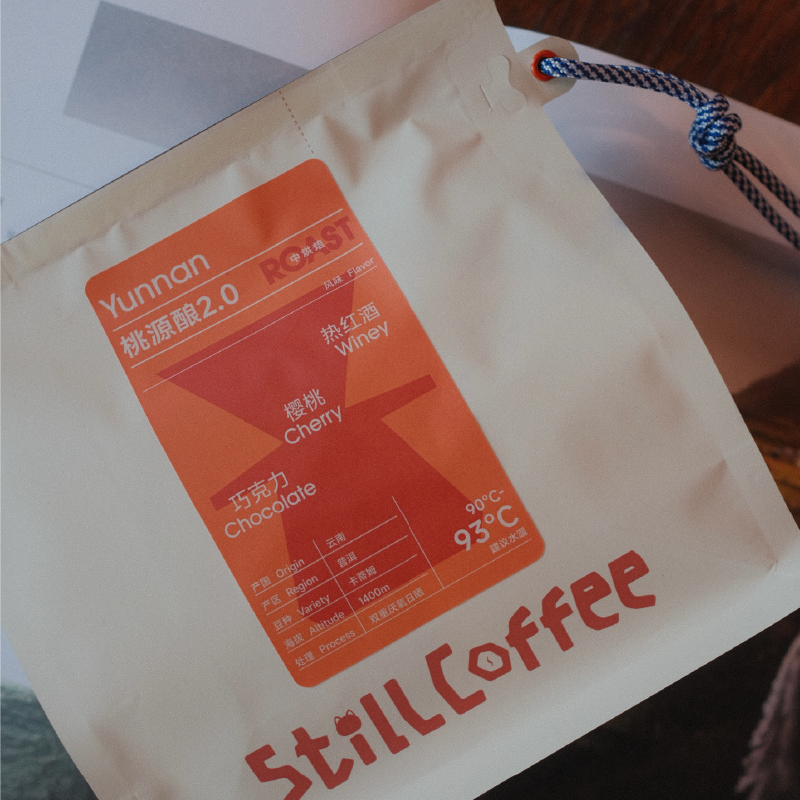 Yunnan
ROAST
中烘焙
桃源酿2.0
风味 Flavor
热红酒
Winey
樱桃
Cherry
巧克力
Chocolate
90°C-
93°C
建议水温
产国 Origin 云南
产区 Region 普洱
豆种 Variety 卡蒂姆
海拔 Altitude 1400m
处理 Process 双重厌氧日晒
Still Coffee